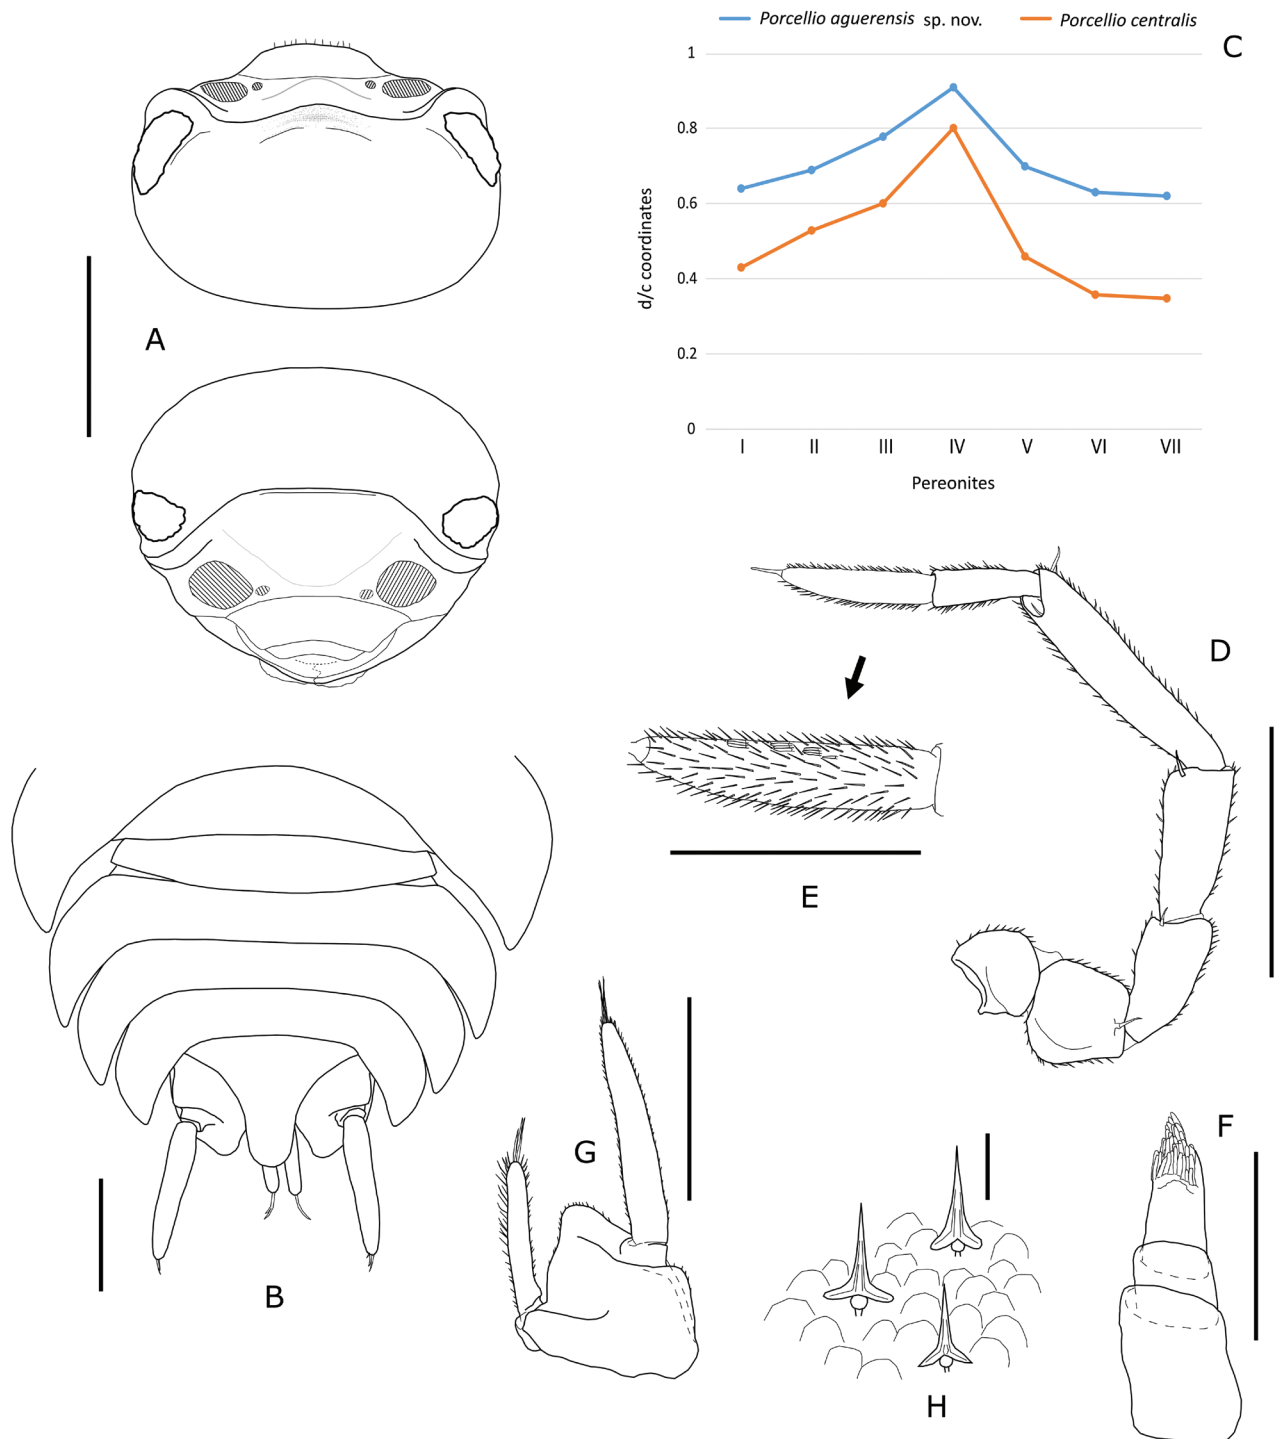 Porcellio aguerensis sp. nov. Porcellio centralis
C
1
0.8
0.6
0.4
0.2
0
d/c coordinates
I II III IV V VI VII
Pereonites
A
D
E
B
G
F
H